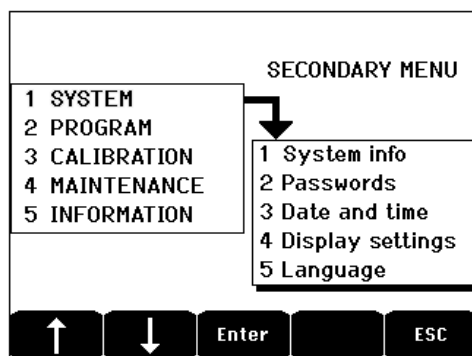 SECONDARY MENU
1 SYSTEM
2 PROGRAM
3 CALIBRATION
4 MAINTENANCE
5 INFORMATION
1 System info
2 Passwords
3 Date and time
4 Display settings
5 Language
Enter
ESC